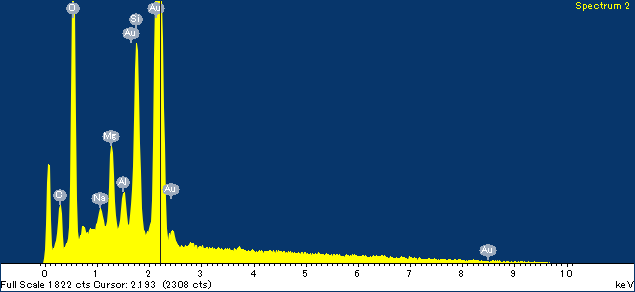 Spectrum 2
O
Au
Si
Au
Mg
C
Na
Al
Au
Au
0 1 2 3 4 5 6 7 8 9 10
Full Scale 1822 cts Cursor: 2.193 (2308 cts) keV